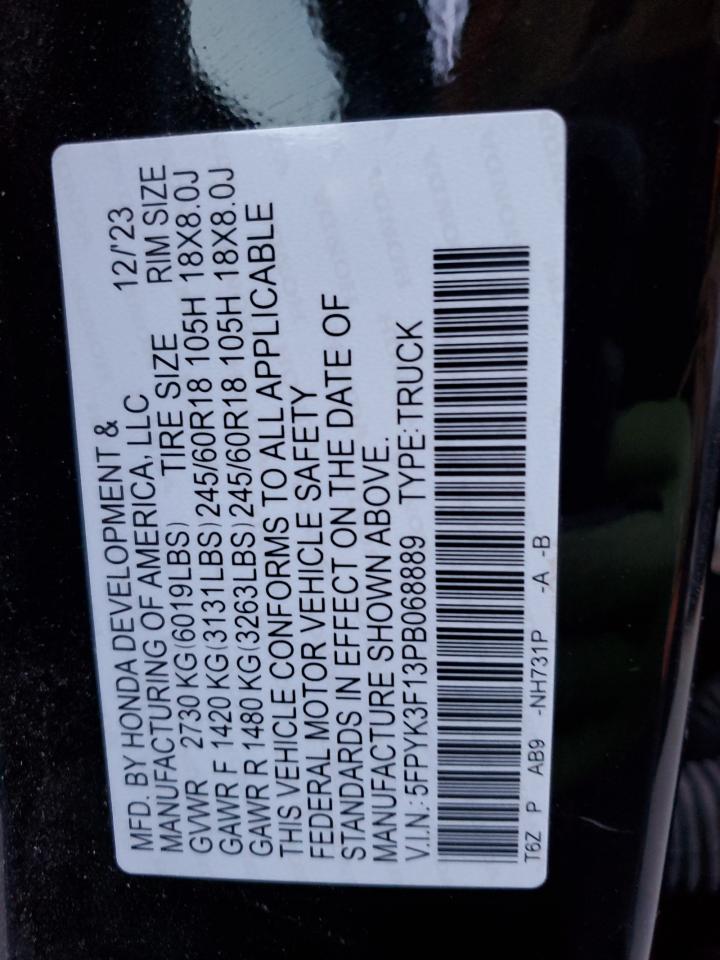 MFD. BY HONDA DEVELOPMENT & 12/'23
MANUFACTURING OF AMERICA, LLC TIRE SIZE RIM SIZE
GVWR 2730 KG(6019LBS)
GAWR F 1420 KG(3131LBS) 245/60R18 105H 18X8.0J
GAWR R 1480 KG(3263LBS) 245/60R18 105H 18X8.0J
THIS VEHICLE CONFORMS TO ALL APPLICABLE
FEDERAL MOTOR VEHICLE SAFETY
STANDARDS IN EFFECT ON THE DATE OF
MANUFACTURE SHOWN ABOVE.
V.I.N.: 5FPYK3F13PB068889 TYPE: TRUCK
T6Z P AB9 -NH731P -A -B